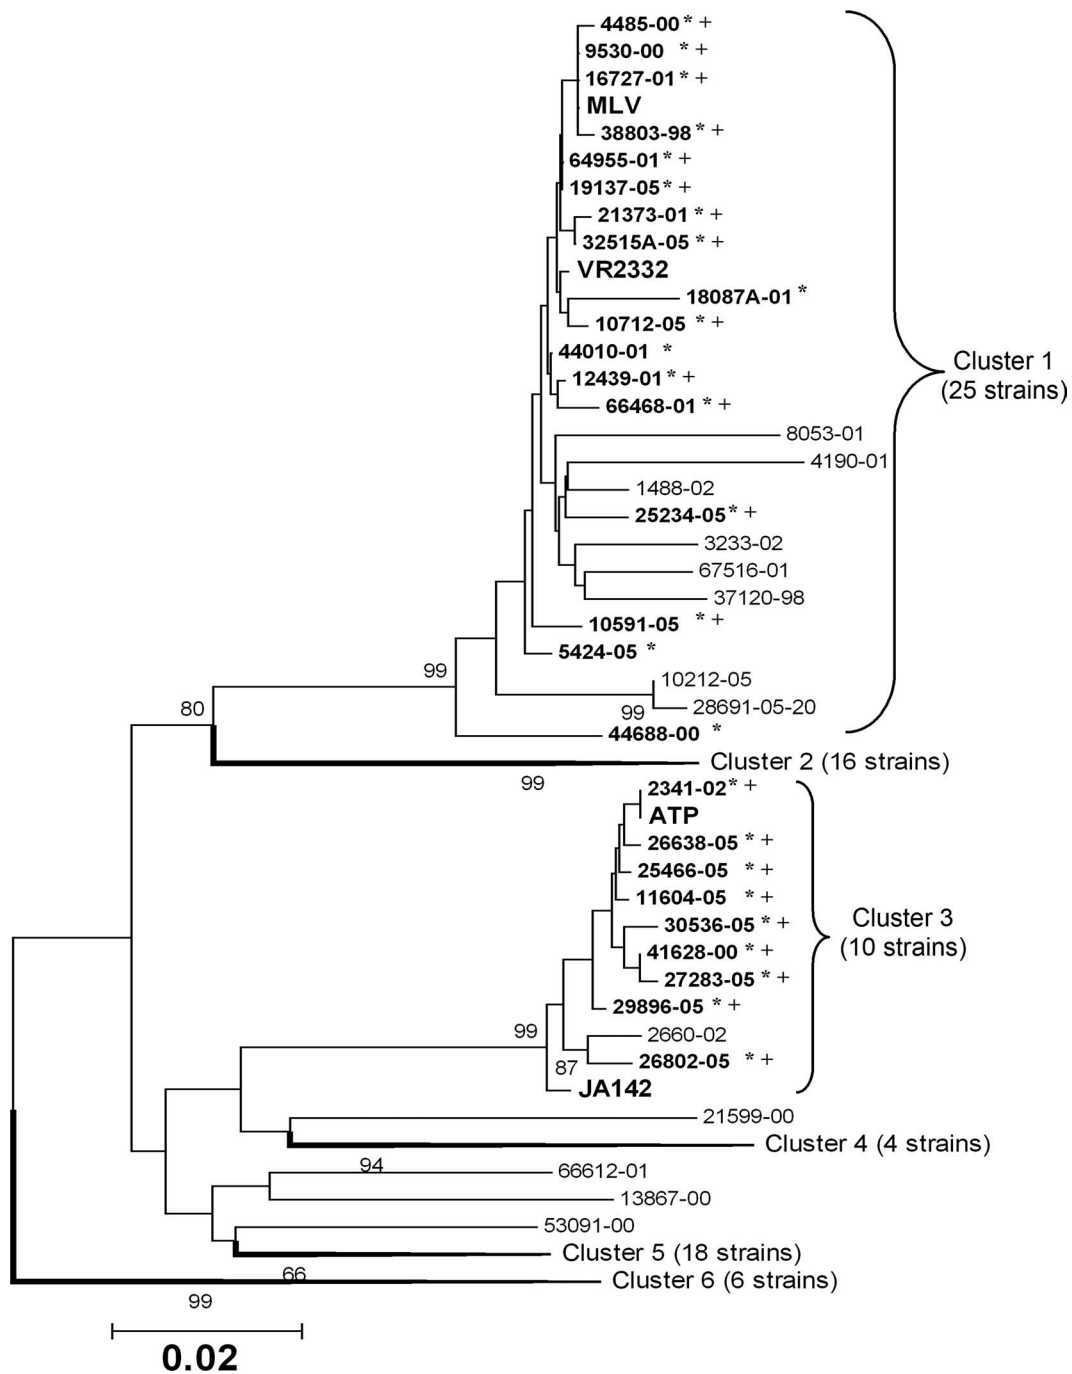 4485-00 * +
9530-00 * +
16727-01 * +
MLV
38803-98 * +
64955-01 * +
19137-05 * +
21373-01 * +
32515A-05 * +
VR2332
18087A-01 *
10712-05 * +
44010-01 *
12439-01 * +
66468-01 * +
Cluster 1
(25 strains)
8053-01
4190-01
1488-02
25234-05 * +
3233-02
67516-01
37120-98
10591-05 * +
5424-05 *
99
10212-05
80
28691-05-20
99
44688-00 *
Cluster 2 (16 strains)
99
2341-02 * +
ATP
26638-05 * +
25466-05 * +
11604-05 * +
30536-05 * +
Cluster 3
(10 strains)
41628-00 * +
27283-05 * +
29896-05 * +
99
2660-02
87
26802-05 * +
JA142
21599-00
Cluster 4 (4 strains)
94
66612-01
13867-00
53091-00
Cluster 5 (18 strains)
66
Cluster 6 (6 strains)
99
0.02